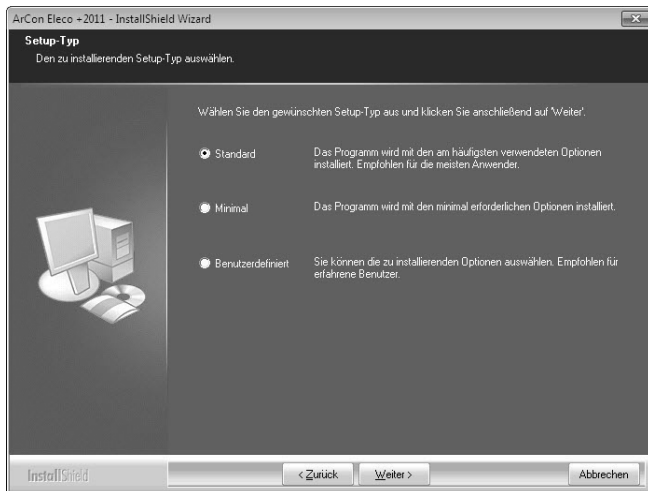 ArCon Eleco +2011 - InstallShield Wizard
Setup-Typ
Den zu installierenden Setup-Typ auswählen.
Wählen Sie den gewünschten Setup-Typ aus und klicken Sie anschließend auf 'Weiter'.
Standard
Das Programm wird mit den am häufigsten verwendeten Optionen
installiert. Empfohlen für die meisten Anwender.
Minimal
Das Programm wird mit den minimal erforderlichen Optionen installiert.
Benutzerdefiniert
Sie können die zu installierenden Optionen auswählen. Empfohlen für
erfahrene Benutzer.
InstallShield
< Zurück
Weiter >
Abbrechen